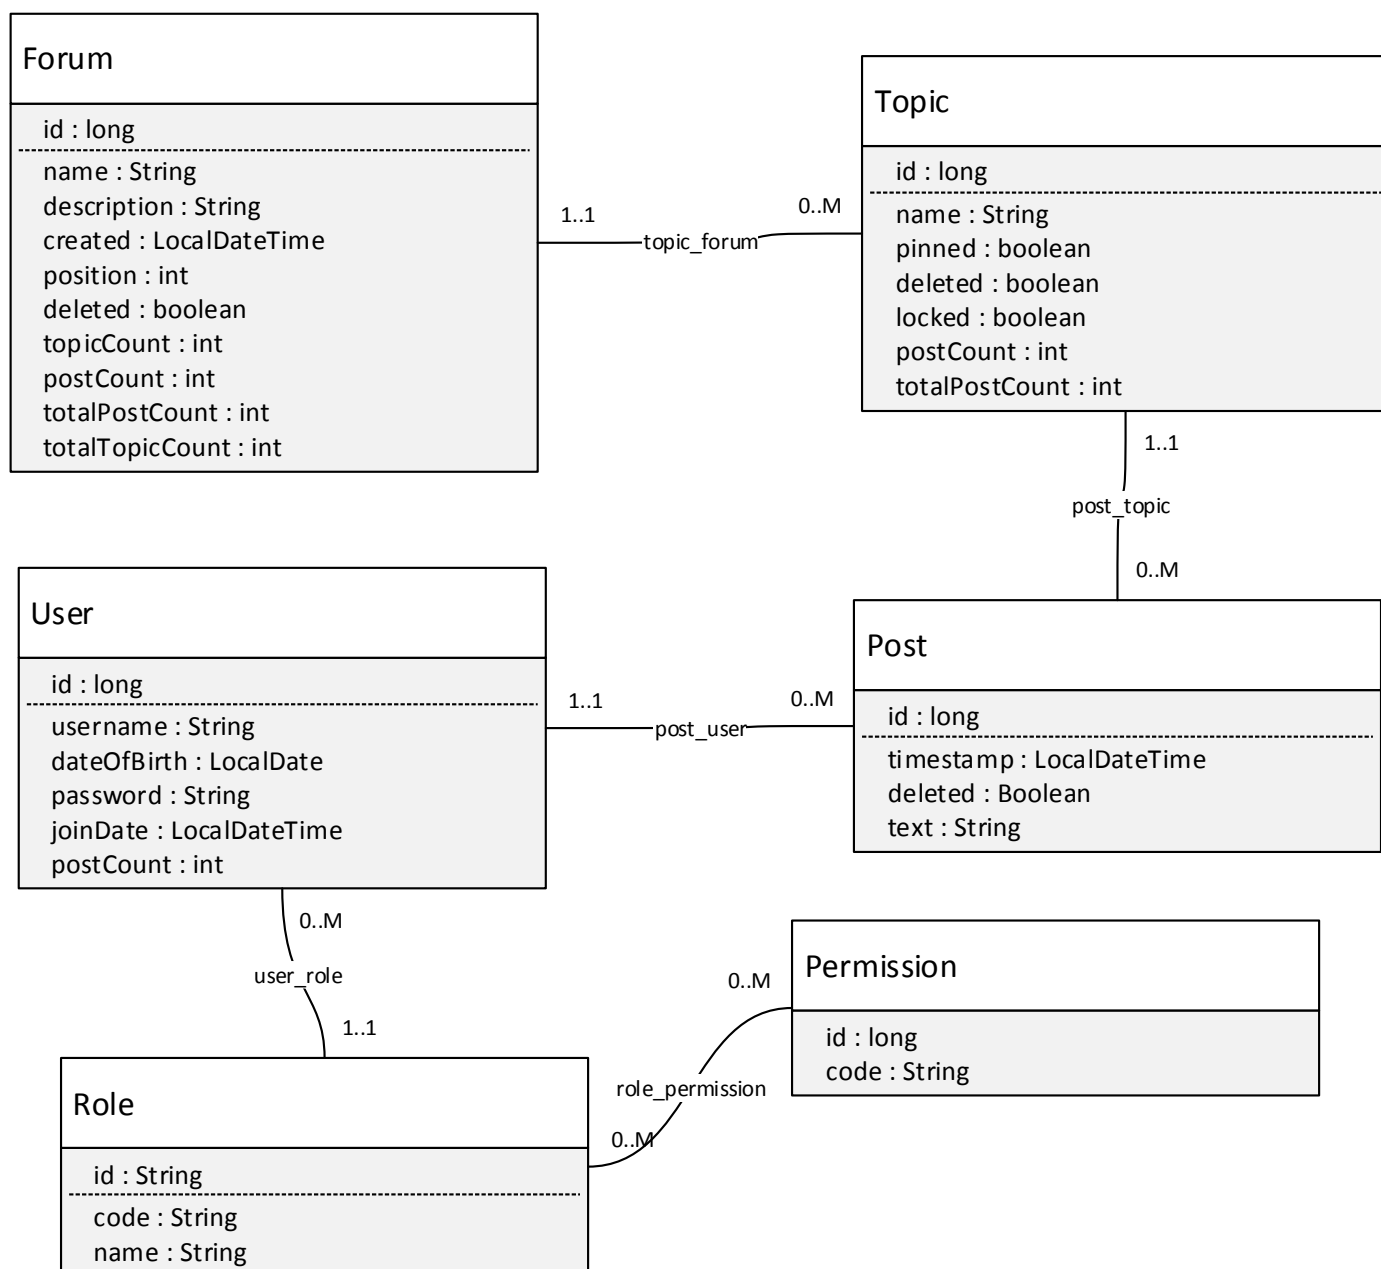 Forum
id : long
name : String
description : String
created : LocalDateTime
position : int
deleted : boolean
topicCount : int
postCount : int
totalPostCount : int
totalTopicCount : int
1..1
topic_forum
0..M
Topic
id : long
name : String
pinned : boolean
deleted : boolean
locked : boolean
postCount : int
totalPostCount : int
1..1
post_topic
0..M
User
id : long
username : String
dateOfBirth : LocalDate
password : String
joinDate : LocalDateTime
postCount : int
1..1
post_user
0..M
Post
id : long
timestamp : LocalDateTime
deleted : Boolean
text : String
0..M
user_role
1..1
Role
id : String
code : String
name : String
0..M
role_permission
0..M
Permission
id : long
code : String